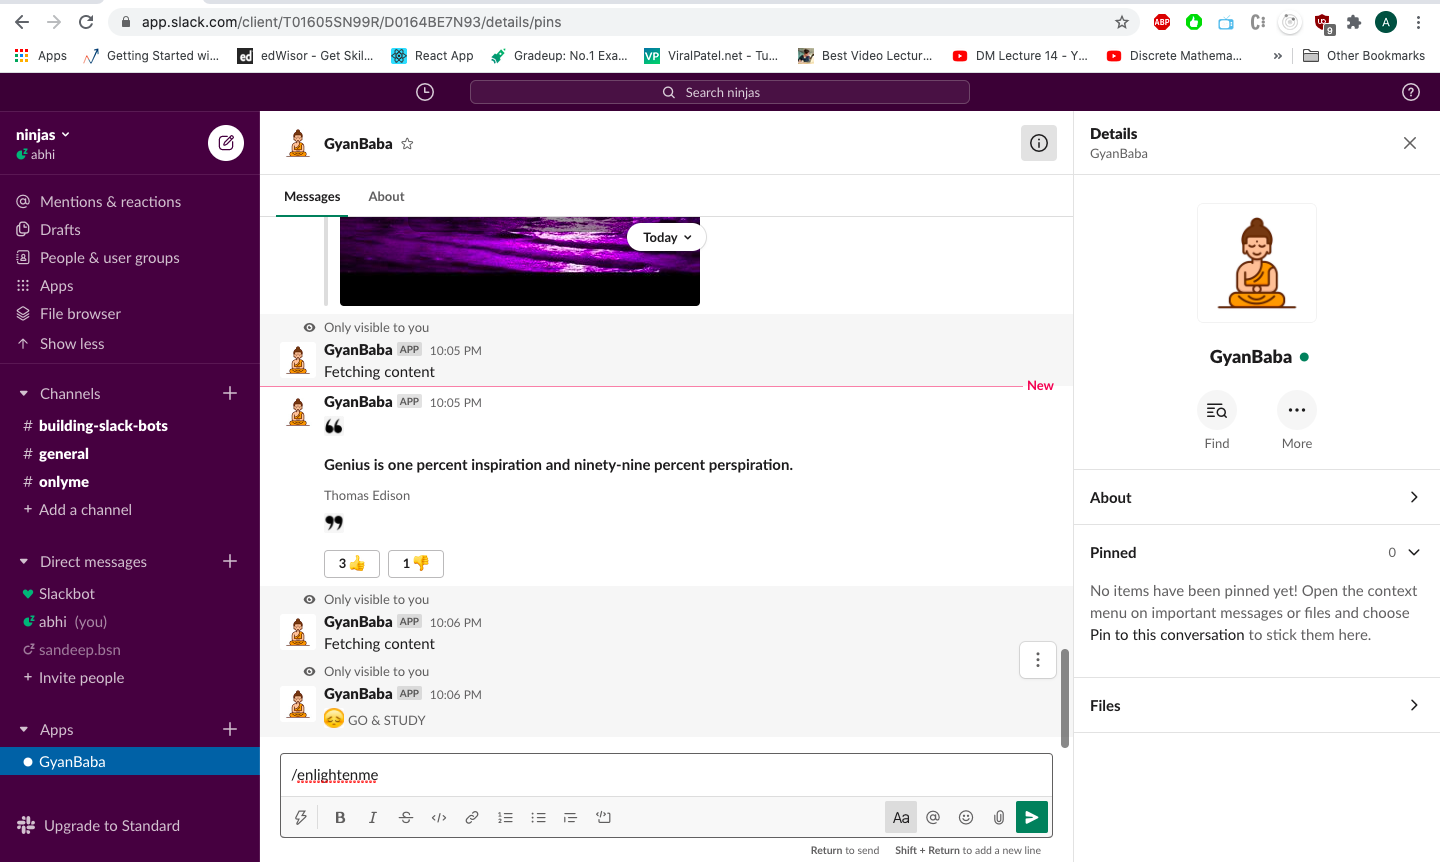 app.slack.com/client/T01605SN99R/D0164BE7N93/details/pins
ABP
9
A
Apps
Getting Started wi...
ed
edWisor - Get Skil...
React App
Gradeup: No.1 Exa...
VP
ViralPatel.net - Tu...
Best Video Lectur...
DM Lecture 14 - Y...
Discrete Mathema...
»
Other Bookmarks
Search ninjas
ninjas
abhi
Mentions & reactions
Drafts
People & user groups
Apps
File browser
Show less
Channels
# building-slack-bots
# general
# onlyme
+ Add a channel
Direct messages
Slackbot
abhi (you)
sandeep.bsn
+ Invite people
Apps
GyanBaba
Upgrade to Standard
GyanBaba
Messages
About
Today
Only visible to you
GyanBaba APP 10:05 PM
Fetching content
New
GyanBaba APP 10:05 PM
❝
Genius is one percent inspiration and ninety-nine percent perspiration.
Thomas Edison
❞
3 👍
1 👎
Only visible to you
GyanBaba APP 10:06 PM
Fetching content
Only visible to you
GyanBaba APP 10:06 PM
😞 GO & STUDY
/enlightenme
B
I
S
Aa
@
Return to send
Shift + Return to add a new line
Details
GyanBaba
GyanBaba
Find
More
About
Pinned
0
No items have been pinned yet! Open the context
menu on important messages or files and choose
Pin to this conversation to stick them here.
Files